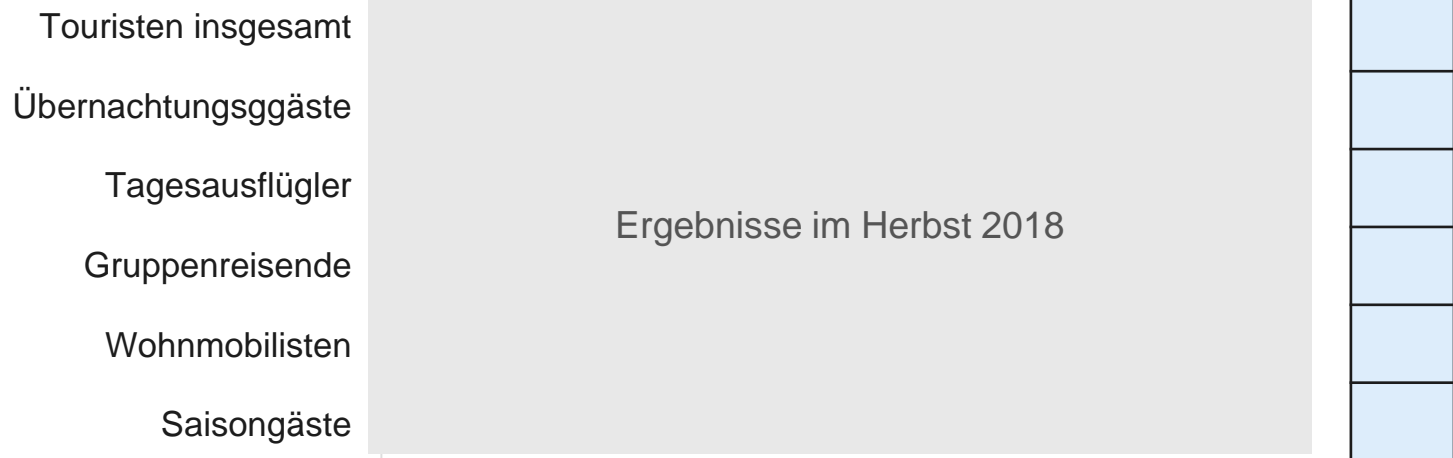 Touristen insgesamt
Übernachtungsggäste
Tagesausflügler
Ergebnisse im Herbst 2018
Gruppenreisende
Wohnmobilisten
Saisongäste